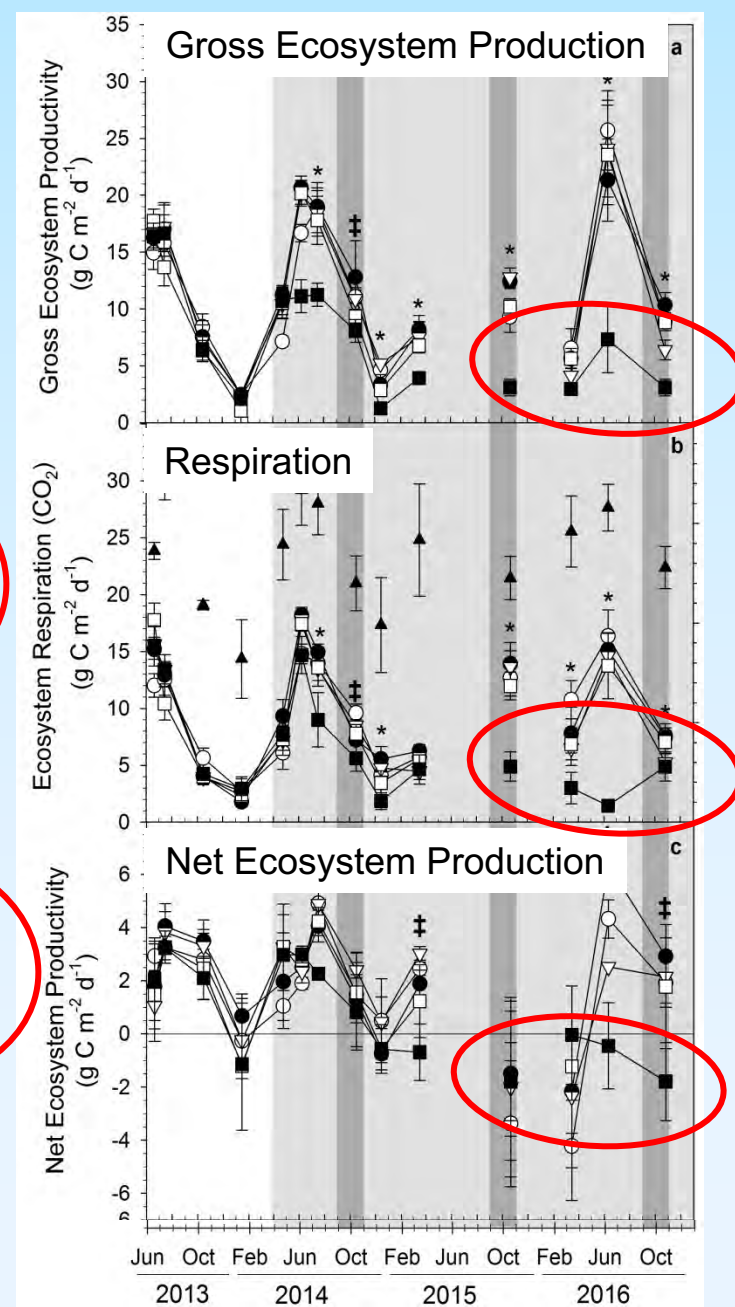 Gross Ecosystem Production
a
Gross Ecosystem Productivity
(g C m⁻² d⁻¹)
35
30
25
20
15
10
5
0
*
‡
*
*
*
*
*
Respiration
b
Ecosystem Respiration (CO₂)
(g C m⁻² d⁻¹)
30
25
20
15
10
5
0
*
‡
*
*
*
*
*
Net Ecosystem Production
c
Net Ecosystem Productivity
(g C m⁻² d⁻¹)
6
4
2
0
-2
-4
-6
6
‡
‡
Jun Oct Feb Jun Oct Feb Jun Oct Feb Jun Oct
2013 2014 2015 2016